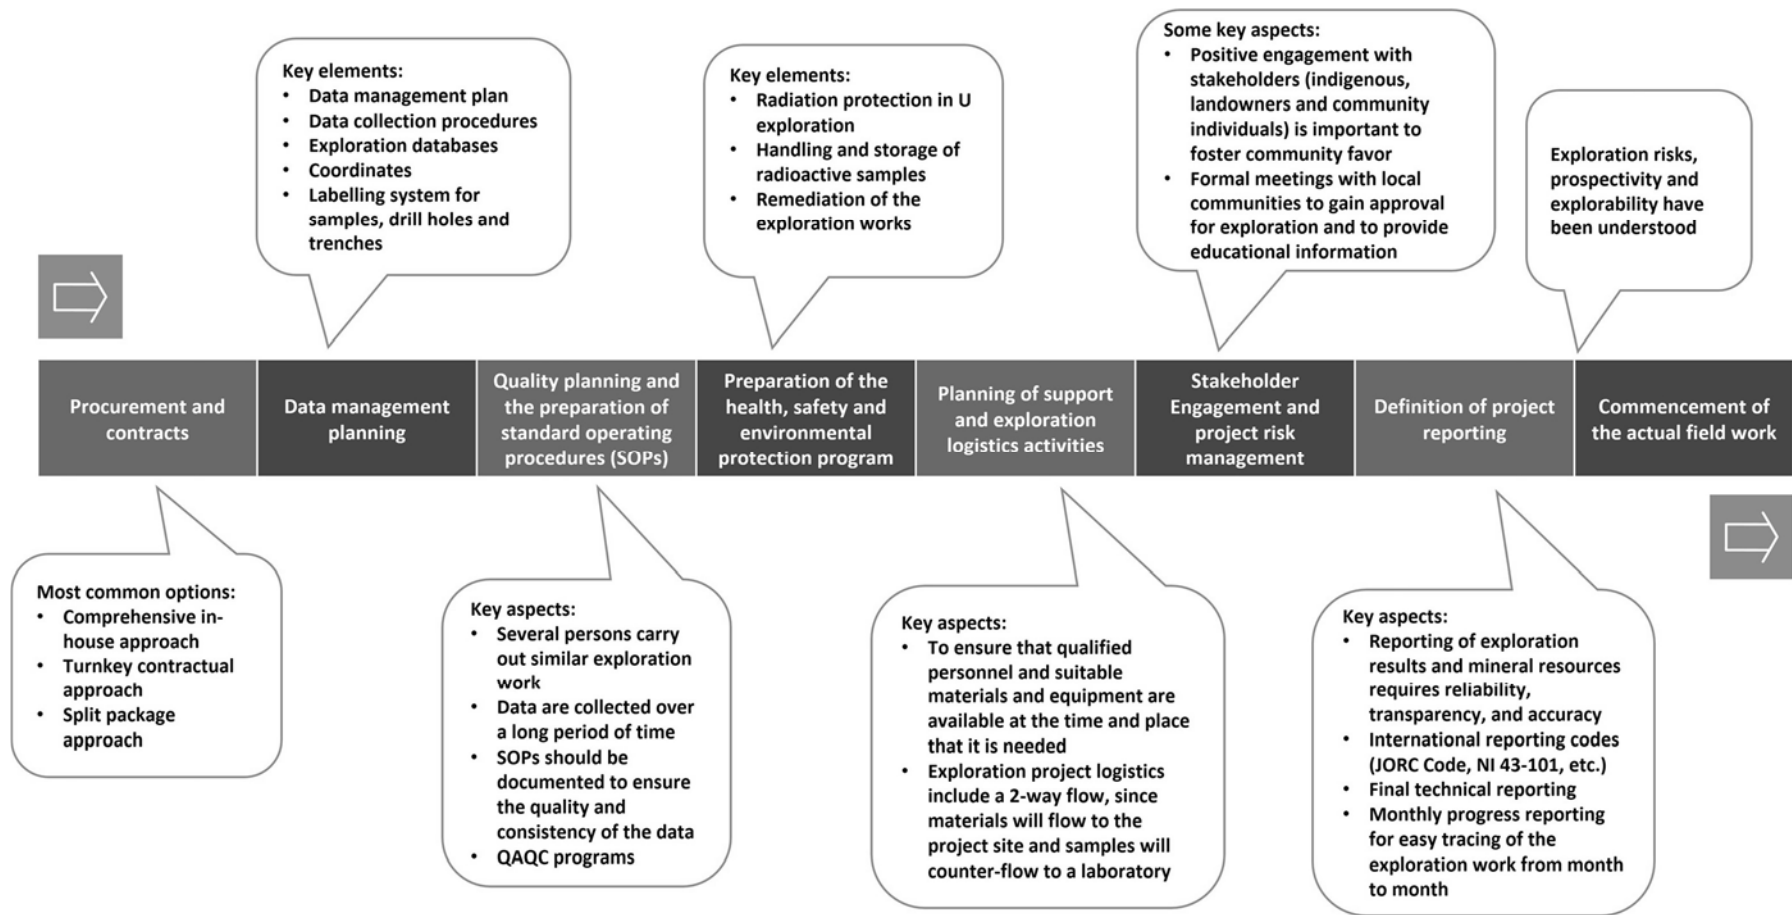 Key elements:
• Data management plan
• Data collection procedures
• Exploration databases
• Coordinates
• Labelling system for
samples, drill holes and
trenches
Key elements:
• Radiation protection in U
exploration
• Handling and storage of
radioactive samples
• Remediation of the
exploration works
Some key aspects:
• Positive engagement with
stakeholders (indigenous,
landowners and community
individuals) is important to
foster community favor
• Formal meetings with local
communities to gain approval
for exploration and to provide
educational information
Exploration risks,
prospectivity and
explorability have
been understood
Procurement and
contracts
Data management
planning
Quality planning and
the preparation of
standard operating
procedures (SOPs)
Preparation of the
health, safety and
environmental
protection program
Planning of support
and exploration
logistics activities
Stakeholder
Engagement and
project risk
management
Definition of project
reporting
Commencement of
the actual field work
Most common options:
• Comprehensive in-
house approach
• Turnkey contractual
approach
• Split package
approach
Key aspects:
• Several persons carry
out similar exploration
work
• Data are collected over
a long period of time
• SOPs should be
documented to ensure
the quality and
consistency of the data
• QAQC programs
Key aspects:
• To ensure that qualified
personnel and suitable
materials and equipment are
available at the time and place
that it is needed
• Exploration project logistics
include a 2-way flow, since
materials will flow to the
project site and samples will
counter-flow to a laboratory
Key aspects:
• Reporting of exploration
results and mineral resources
requires reliability,
transparency, and accuracy
• International reporting codes
(JORC Code, NI 43-101, etc.)
• Final technical reporting
• Monthly progress reporting
for easy tracing of the
exploration work from month
to month